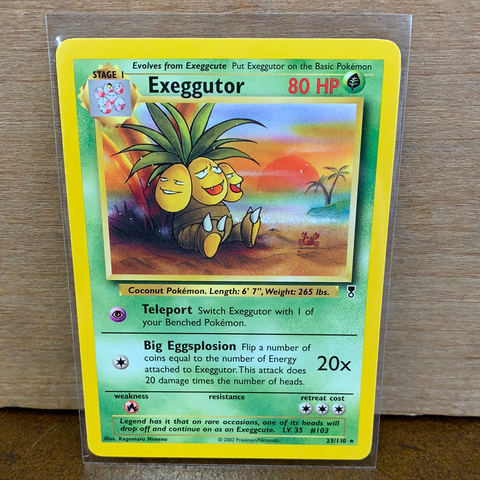 Evolves from Exeggcute Put Exeggutor on the Basic Pokémon
STAGE 1
Exeggutor 80 HP
Coconut Pokémon. Length: 6' 7", Weight: 265 lbs.
Teleport Switch Exeggutor with 1 of
your Benched Pokémon.
Big Eggsplosion Flip a number of
coins equal to the number of Energy
attached to Exeggutor. This attack does
20 damage times the number of heads.
20x
weakness resistance retreat cost
Legend has it that on rare occasions, one of its heads will
drop off and continue on as an Exeggcute. LV. 35 #103
Illus. Kagemaru Himeno ©2002 Pokémon/Nintendo. 23/110 ★